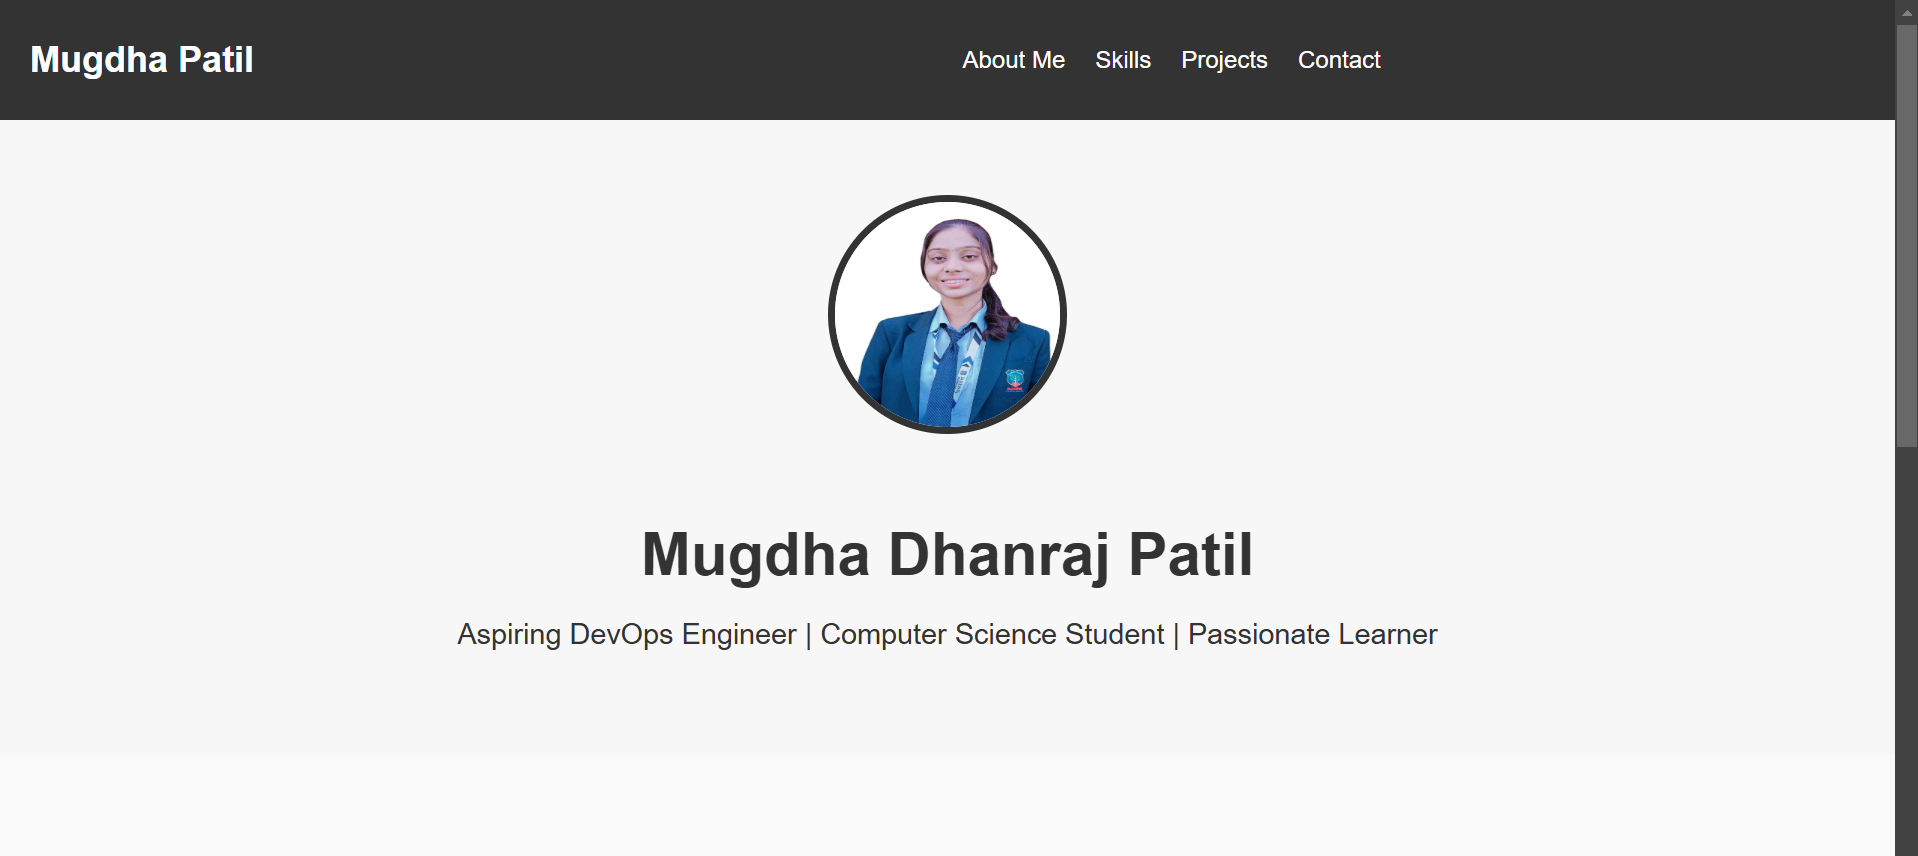 Mugdha Patil
About Me Skills Projects Contact
Mugdha Dhanraj Patil
Aspiring DevOps Engineer | Computer Science Student | Passionate Learner